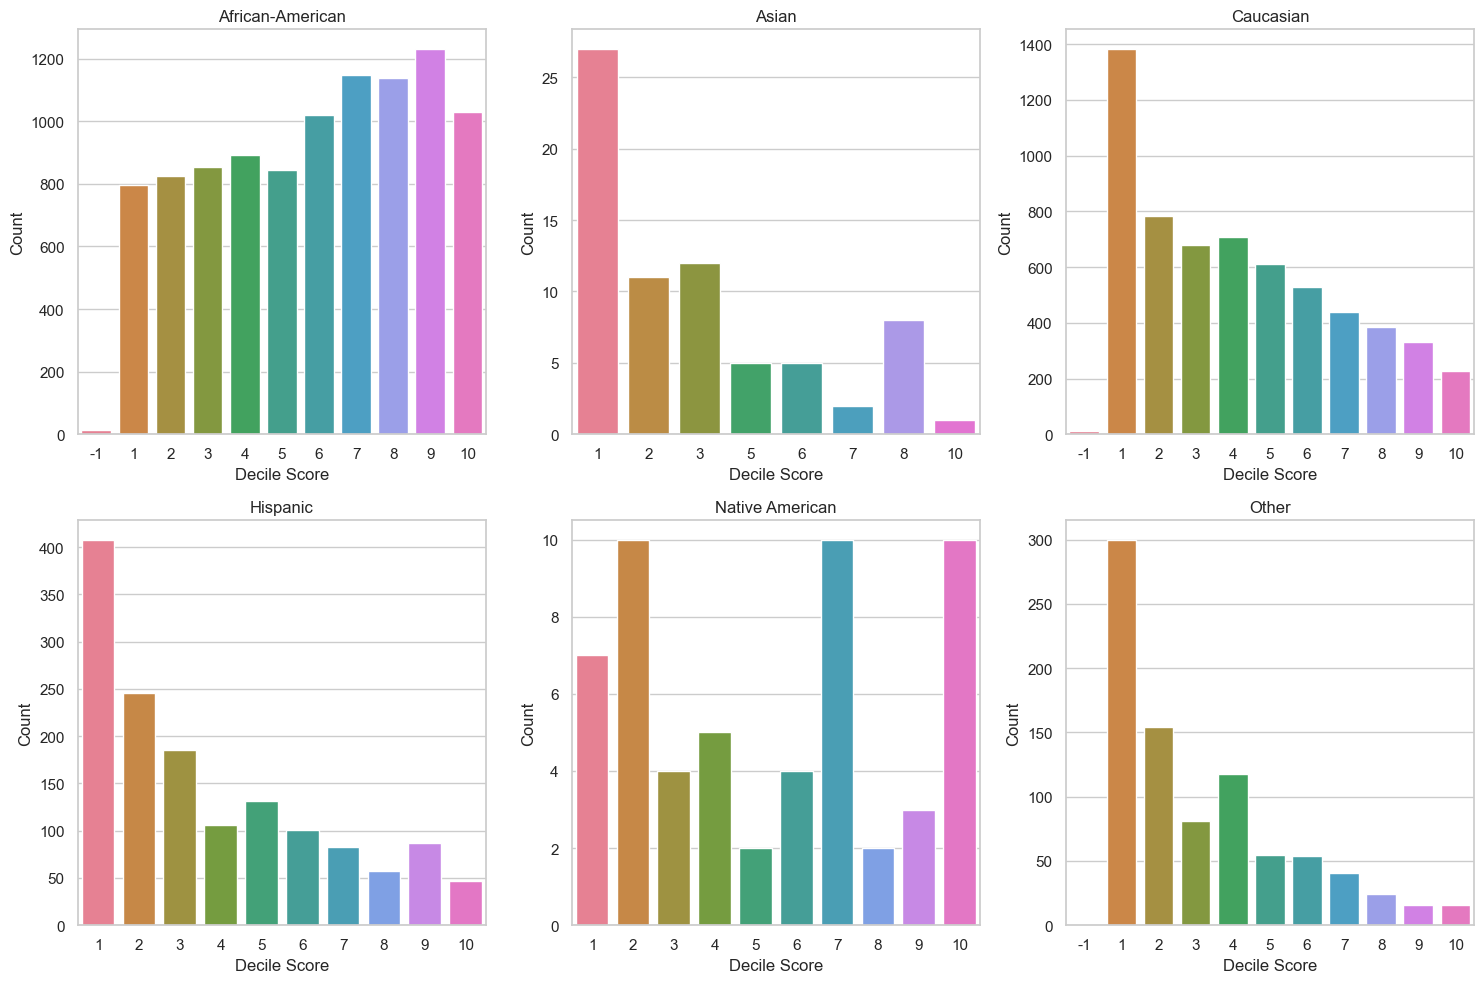 African-American
Count
1200
1000
800
600
400
200
0
-1 1 2 3 4 5 6 7 8 9 10
Decile Score
Asian
Count
25
20
15
10
5
0
1 2 3 5 6 7 8 10
Decile Score
Caucasian
Count
1400
1200
1000
800
600
400
200
0
-1 1 2 3 4 5 6 7 8 9 10
Decile Score
Hispanic
Count
400
350
300
250
200
150
100
50
0
1 2 3 4 5 6 7 8 9 10
Decile Score
Native American
Count
10
8
6
4
2
0
1 2 3 4 5 6 7 8 9 10
Decile Score
Other
Count
300
250
200
150
100
50
0
-1 1 2 3 4 5 6 7 8 9 10
Decile Score